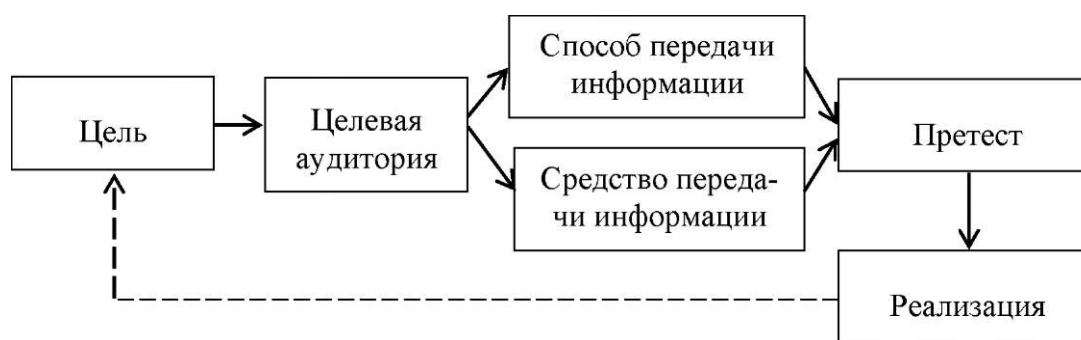 Цель
Целевая
аудитория
Способ передачи
информации
Средство переда-
чи информации
Претест
Реализация